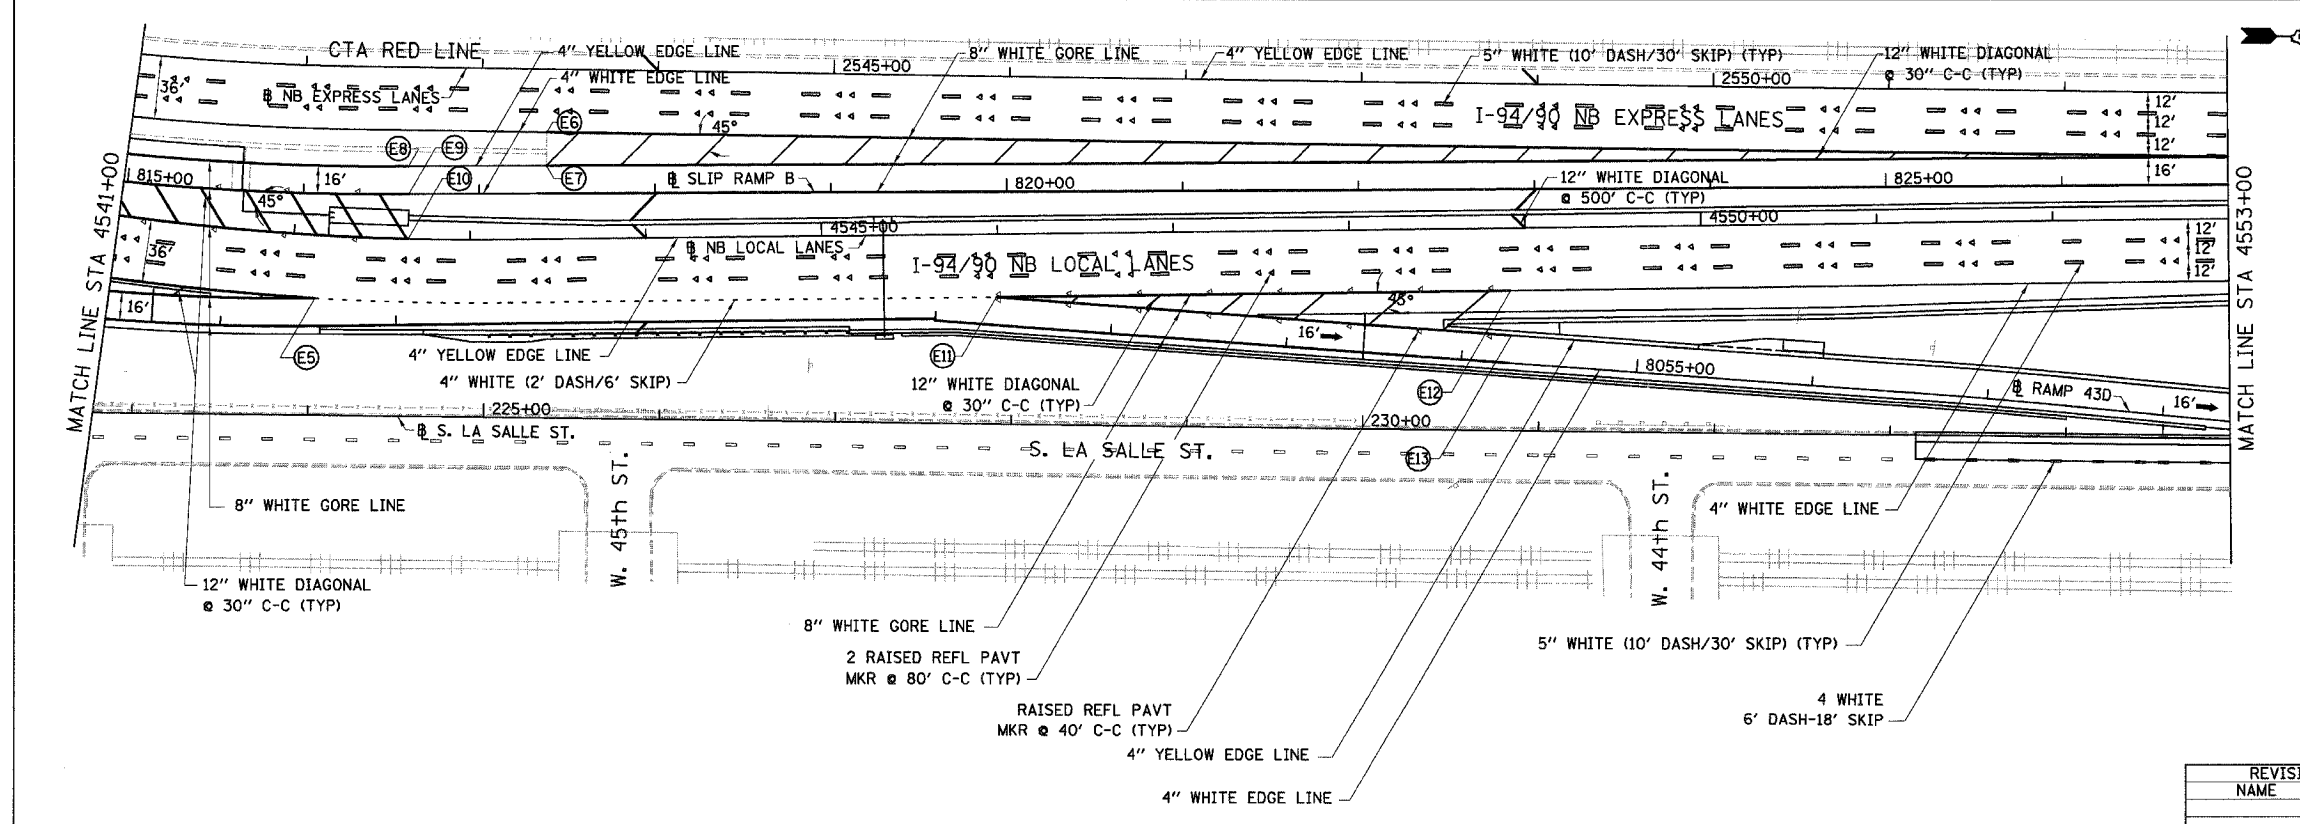 CTA RED LINE
4" YELLOW EDGE LINE
8" WHITE GORE LINE
4" YELLOW EDGE LINE
5" WHITE (10' DASH/30' SKIP) (TYP)
12" WHITE DIAGONAL
@ 30" C-C (TYP)
2545+00
2550+00
4" WHITE EDGE LINE
36'
B NB EXPRESS LANES
I-94/90 NB EXPRESS LANES
12'
12'
12'
16'
E6
45°
E8
E9
E10
E7
815+00
16'
B SLIP RAMP B
820+00
12" WHITE DIAGONAL
@ 500' C-C (TYP)
825+00
45°
4545+00
4550+00
36'
B NB LOCAL LANES
I-94/90 NB LOCAL LANES
12'
12'
12'
MATCH LINE STA 4541+00
MATCH LINE STA 4553+00
16'
45°
16'
E5
4" YELLOW EDGE LINE
4" WHITE (2' DASH/6' SKIP)
E11
12" WHITE DIAGONAL
@ 30" C-C (TYP)
E12
8055+00
B RAMP 43D
16'
225+00
230+00
B S. LA SALLE ST.
S. LA SALLE ST.
E13
W. 45th ST.
W. 44th ST.
8" WHITE GORE LINE
4" WHITE EDGE LINE
12" WHITE DIAGONAL
@ 30" C-C (TYP)
8" WHITE GORE LINE
2 RAISED REFL PAVT
MKR @ 80' C-C (TYP)
5" WHITE (10' DASH/30' SKIP) (TYP)
RAISED REFL PAVT
MKR @ 40' C-C (TYP)
4 WHITE
6' DASH-18' SKIP
4" YELLOW EDGE LINE
4" WHITE EDGE LINE
NAME